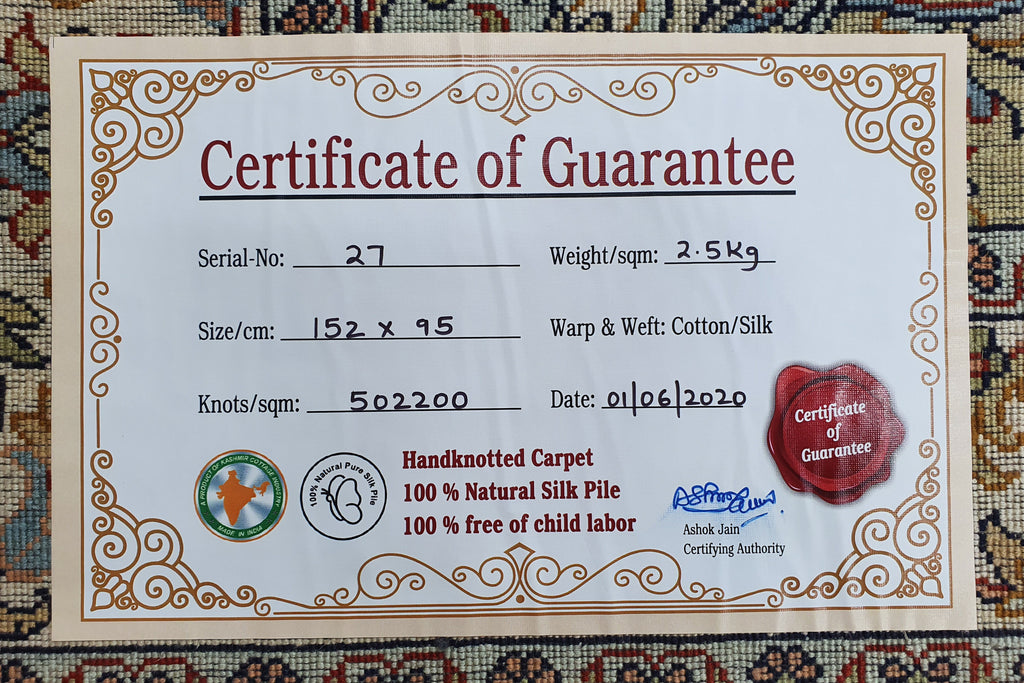 Certificate of Guarantee
Serial-No: 27
Weight/sqm: 2.5Kg
Size/cm: 152 x 95
Warp & Weft: Cotton/Silk
Knots/sqm: 502200
Date: 01/06/2020
Certificate
of
Guarantee
A PRODUCT OF KASHMIR COTTAGE INDUSTRY
MADE IN INDIA
100% Natural Pure Silk Pile
Handknotted Carpet
100 % Natural Silk Pile
100 % free of child labor
Ashok Jain
Certifying Authority